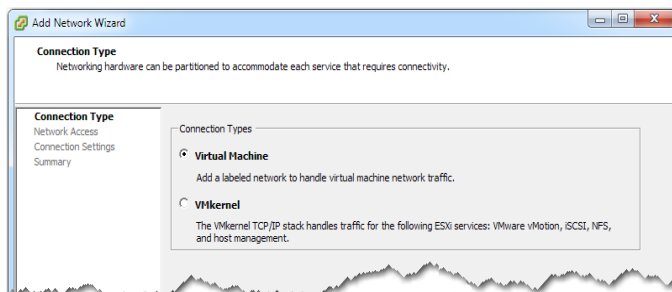 Add Network Wizard
Connection Type
Networking hardware can be partitioned to accommodate each service that requires connectivity.
Connection Type
Network Access
Connection Settings
Summary
Connection Types
Virtual Machine
Add a labeled network to handle virtual machine network traffic.
VMkernel
The VMkernel TCP/IP stack handles traffic for the following ESXi services: VMware vMotion, iSCSI, NFS,
and host management.